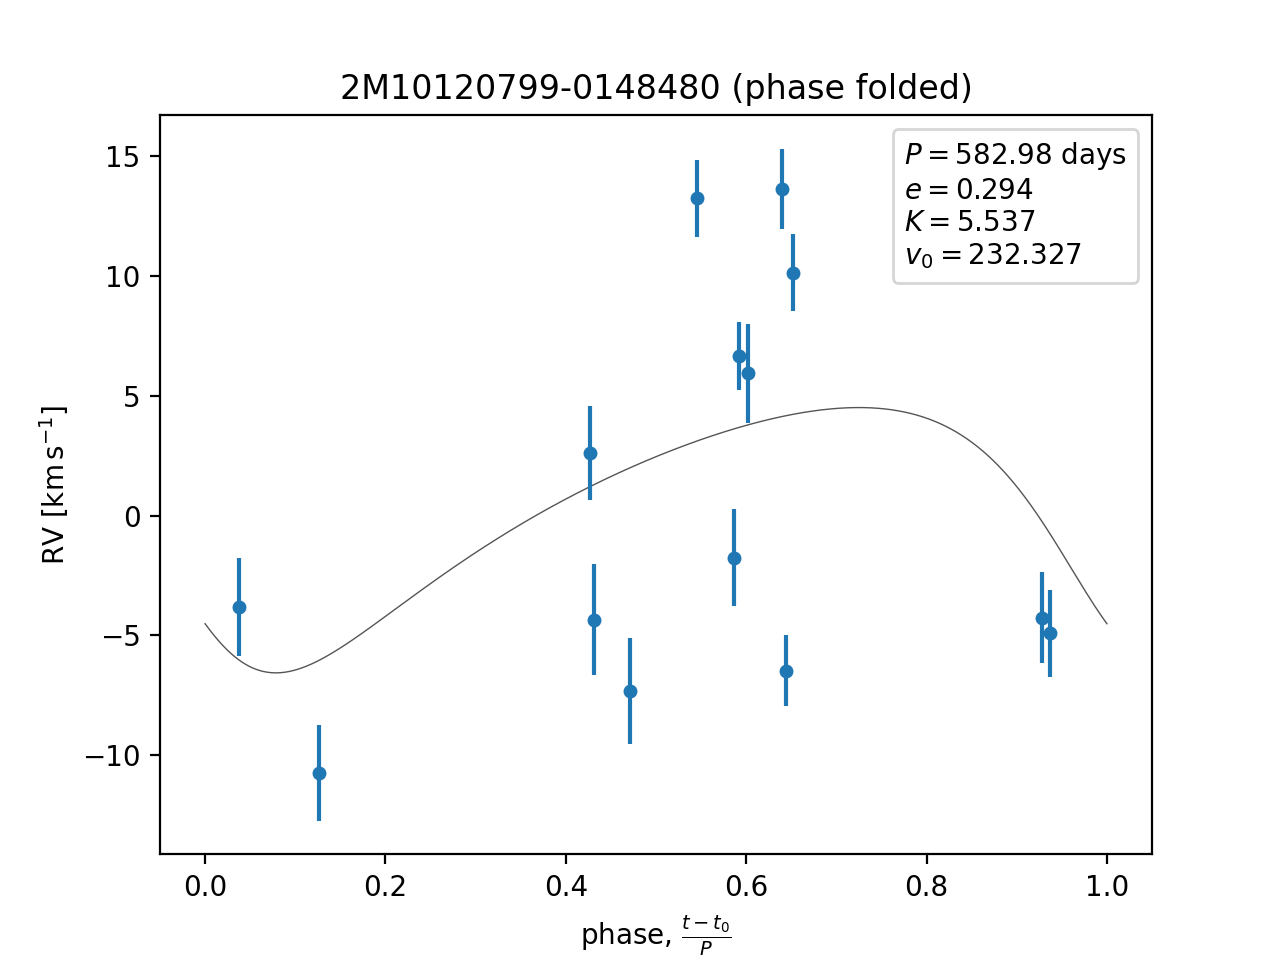 2M10120799-0148480 (phase folded)
P = 582.98 days
e = 0.294
K = 5.537
v₀ = 232.327
15
10
5
0
−5
−10
RV [km s⁻¹]
0.0 0.2 0.4 0.6 0.8 1.0
phase, (t − t₀)/P